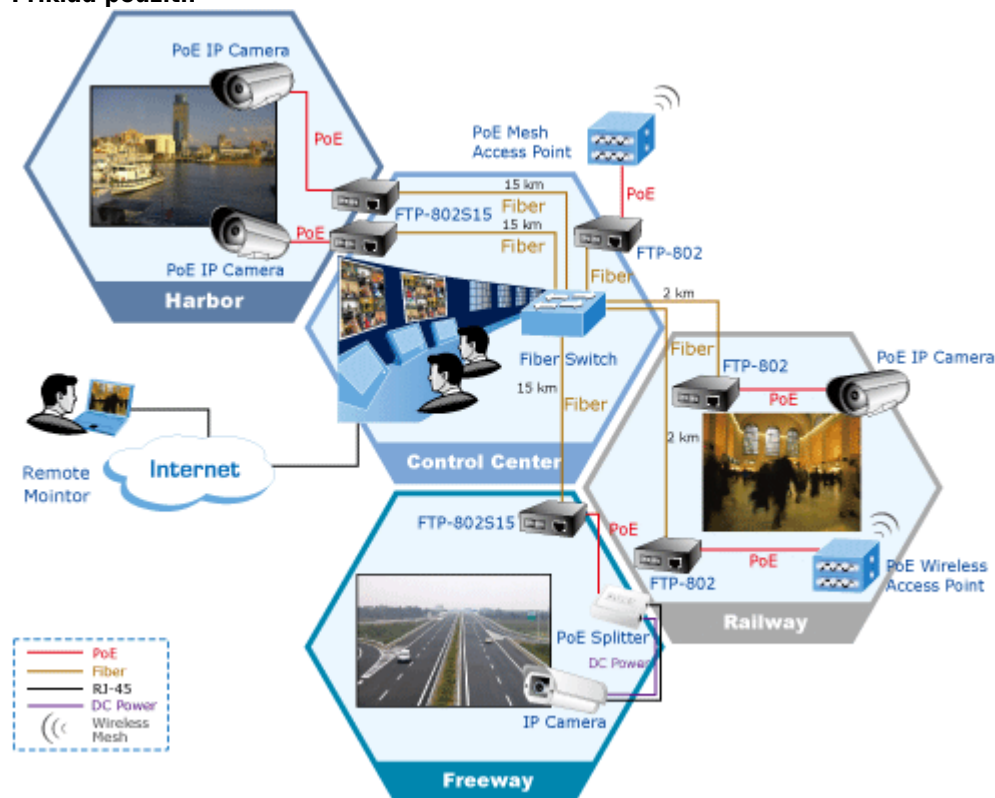 Příklad použití:
PoE IP Camera
PoE
PoE Mesh
Access Point
PoE
15 km
Fiber
FTP-802S15
15 km
Fiber
PoE
FTP-802
PoE IP Camera
Fiber
Harbor
2 km
Fiber Switch
Fiber
FTP-802
PoE IP Camera
15 km
Fiber
PoE
2 km
Remote
Mointor
Internet
Control Center
FTP-802S15
PoE
PoE
FTP-802
PoE Wireless
Access Point
PoE Splitter
Railway
DC Power
IP Camera
Freeway
PoE
Fiber
RJ-45
DC Power
Wireless
Mesh